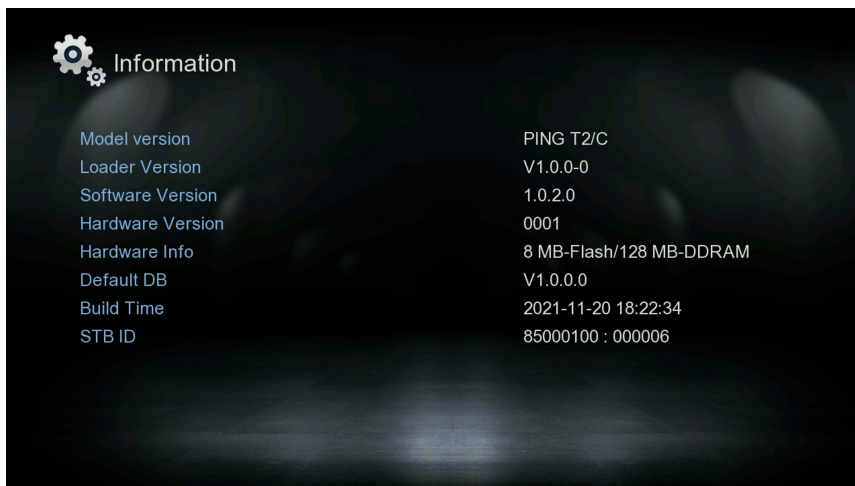 Information
Model version PING T2/C
Loader Version V1.0.0-0
Software Version 1.0.2.0
Hardware Version 0001
Hardware Info 8 MB-Flash/128 MB-DDRAM
Default DB V1.0.0.0
Build Time 2021-11-20 18:22:34
STB ID 85000100 : 000006